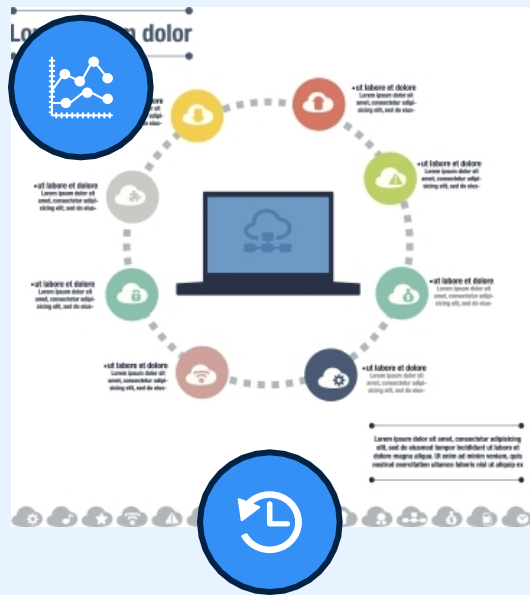 dolor
+ut labore et dolore
Lorem ipsum dolor sit
amet, consectetur adipi-
sicing elit, sed do eius-
+ut labore et dolore
Lorem ipsum dolor sit
amet, consectetur adipi-
sicing elit, sed do eius-
+ut labore et dolore
Lorem ipsum dolor sit
amet, consectetur adipi-
sicing elit, sed do eius-
+ut labore et dolore
Lorem ipsum dolor sit
amet, consectetur adipi-
sicing elit, sed do eius-
+ut labore et dolore
Lorem ipsum dolor sit
amet, consectetur adipi-
sicing elit, sed do eius-
+ut labore et dolore
Lorem ipsum dolor sit
amet, consectetur adipi-
sicing elit, sed do eius-
+ut labore et dolore
Lorem ipsum dolor sit
amet, consectetur adipi-
sicing elit, sed do eius-
Lorem ipsum dolor sit amet, consectetur adipisicing
elit, sed do eiusmod tempor incididunt ut labore et
dolore magna aliqua. Ut enim ad minim veniam, quis
nostrud exercitation ullamco laboris nisi ut aliquip ex